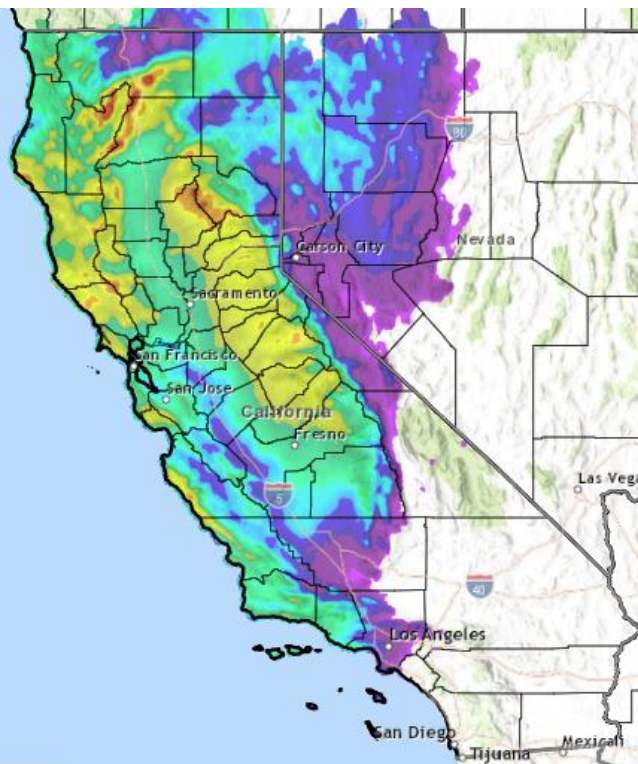 80
Nevada
Carson City
Sacramento
San Francisco
San Jose
California
Fresno
Las Vega
5
40
Los Angeles
San Diego
Mexicali
Tijuana